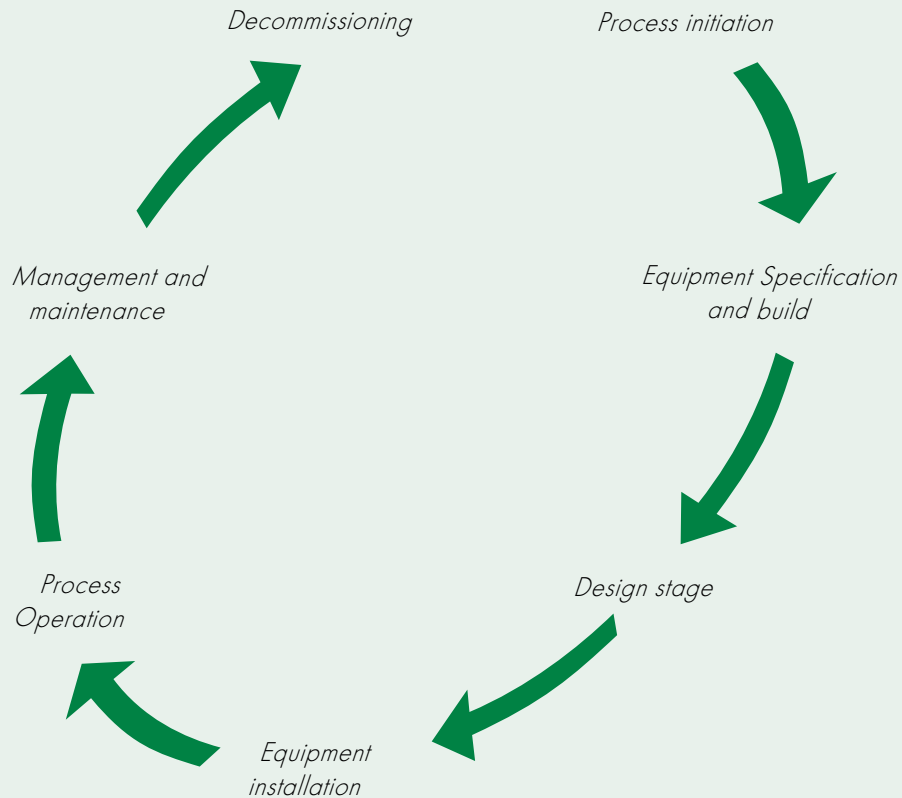 Decommissioning
Process initiation
Equipment Specification
and build
Design stage
Equipment
installation
Process
Operation
Management and
maintenance